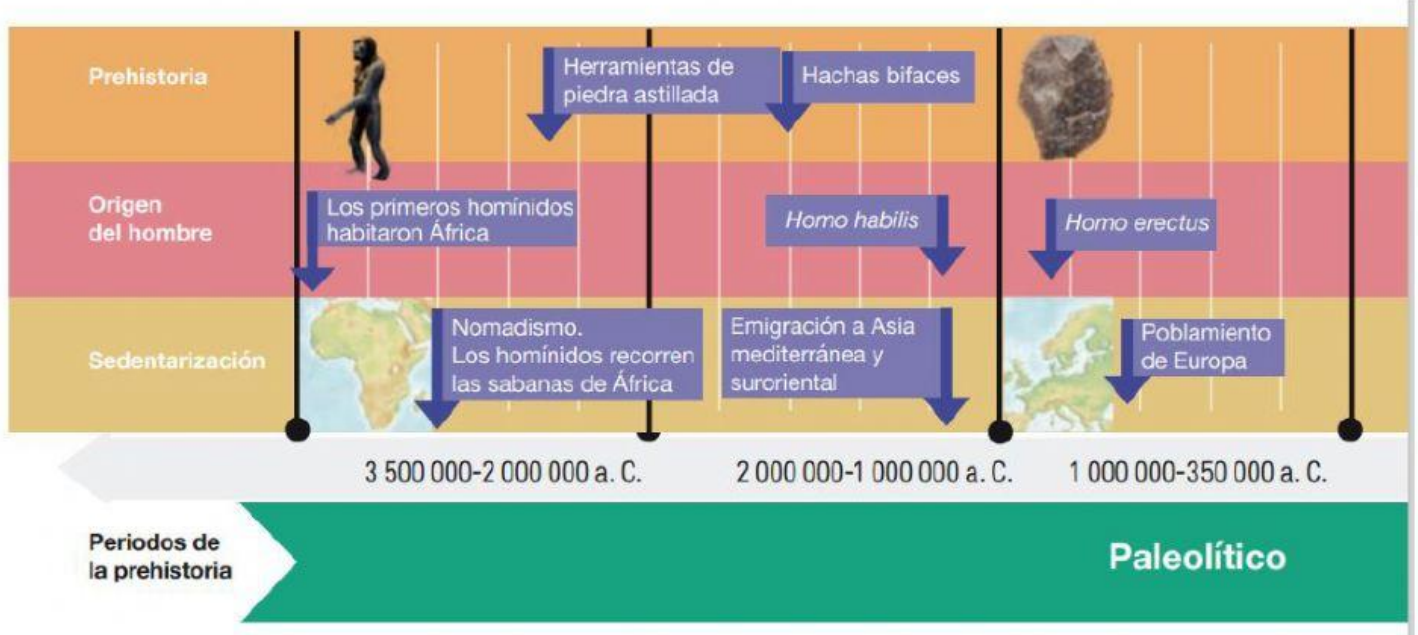 Prehistoria
Herramientas de
piedra astillada
Hachas bifaces
Origen
del hombre
Los primeros homínidos
habitaron África
Homo habilis
Homo erectus
Sedentarización
Nomadismo.
Los homínidos recorren
las sabanas de África
Emigración a Asia
mediterránea y
suroriental
Poblamiento
de Europa
3 500 000-2 000 000 a. C.
2 000 000-1 000 000 a. C.
1 000 000-350 000 a. C.
Periodos de
la prehistoria
Paleolítico